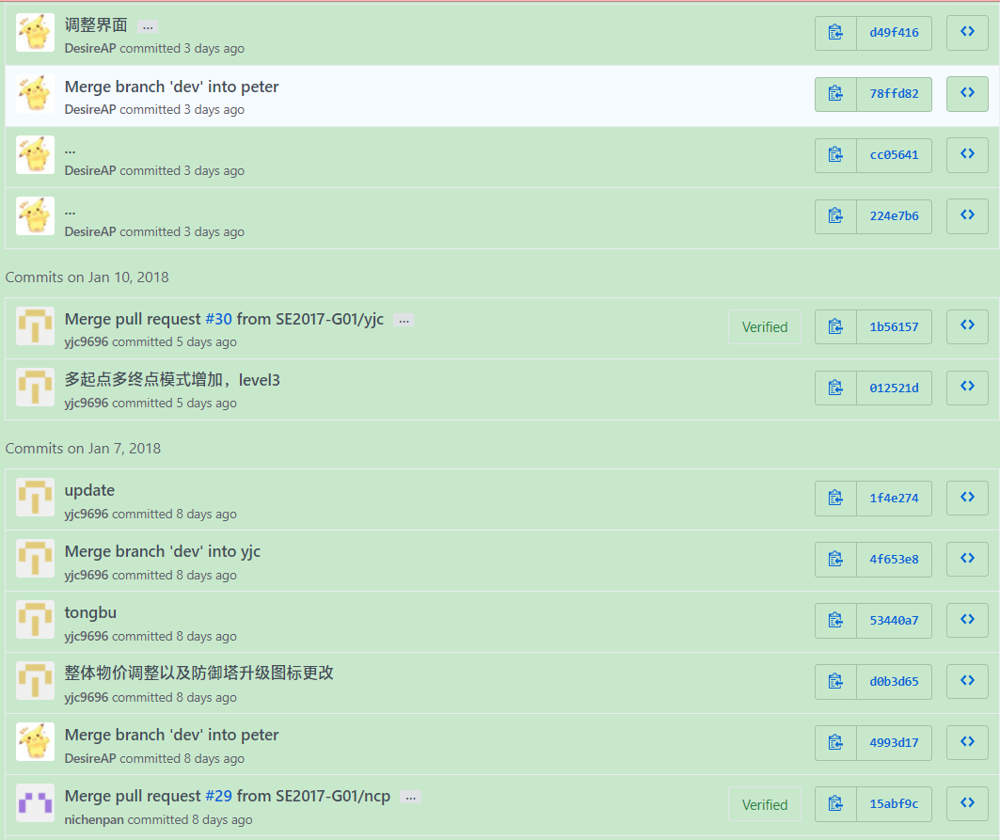 调整界面 …
DesireAP committed 3 days ago
d49f416
Merge branch 'dev' into peter
DesireAP committed 3 days ago
78ffd82
...
DesireAP committed 3 days ago
cc05641
...
DesireAP committed 3 days ago
224e7b6
Commits on Jan 10, 2018
Merge pull request #30 from SE2017-G01/yjc …
yjc9696 committed 5 days ago
Verified
1b56157
多起点多终点模式增加，level3
yjc9696 committed 5 days ago
012521d
Commits on Jan 7, 2018
update
yjc9696 committed 8 days ago
1f4e274
Merge branch 'dev' into yjc
yjc9696 committed 8 days ago
4f653e8
tongbu
yjc9696 committed 8 days ago
53440a7
整体物价调整以及防御塔升级图标更改
yjc9696 committed 8 days ago
d0b3d65
Merge branch 'dev' into peter
DesireAP committed 8 days ago
4993d17
Merge pull request #29 from SE2017-G01/ncp …
nichenpan committed 8 days ago
Verified
15abf9c